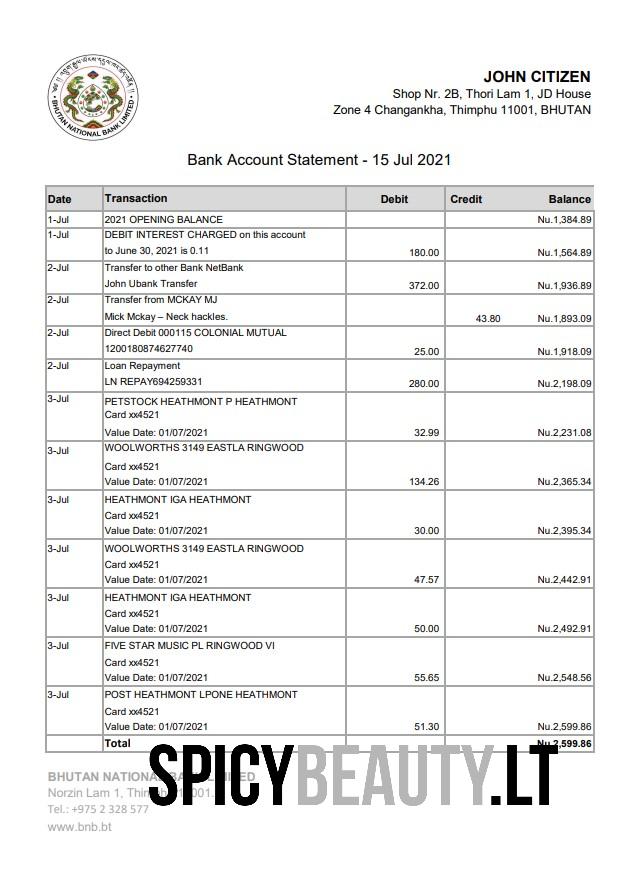 BHUTAN NATIONAL BANK LIMITED
JOHN CITIZEN
Shop Nr. 2B, Thori Lam 1, JD House
Zone 4 Changankha, Thimphu 11001, BHUTAN
Bank Account Statement - 15 Jul 2021
Date Transaction Debit Credit Balance
1-Jul 2021 OPENING BALANCE Nu.1,384.89
1-Jul DEBIT INTEREST CHARGED on this account
to June 30, 2021 is 0.11 180.00 Nu.1,564.89
2-Jul Transfer to other Bank NetBank
John Ubank Transfer 372.00 Nu.1,936.89
2-Jul Transfer from MCKAY MJ
Mick Mckay – Neck hackles. 43.80 Nu.1,893.09
2-Jul Direct Debit 000115 COLONIAL MUTUAL
1200180874627740 25.00 Nu.1,918.09
2-Jul Loan Repayment
LN REPAY694259331 280.00 Nu.2,198.09
3-Jul PETSTOCK HEATHMONT P HEATHMONT
Card xx4521
Value Date: 01/07/2021 32.99 Nu.2,231.08
3-Jul WOOLWORTHS 3149 EASTLA RINGWOOD
Card xx4521
Value Date: 01/07/2021 134.26 Nu.2,365.34
3-Jul HEATHMONT IGA HEATHMONT
Card xx4521
Value Date: 01/07/2021 30.00 Nu.2,395.34
3-Jul WOOLWORTHS 3149 EASTLA RINGWOOD
Card xx4521
Value Date: 01/07/2021 47.57 Nu.2,442.91
3-Jul HEATHMONT IGA HEATHMONT
Card xx4521
Value Date: 01/07/2021 50.00 Nu.2,492.91
3-Jul FIVE STAR MUSIC PL RINGWOOD VI
Card xx4521
Value Date: 01/07/2021 55.65 Nu.2,548.56
3-Jul POST HEATHMONT LPONE HEATHMONT
Card xx4521
Value Date: 01/07/2021 51.30 Nu.2,599.86
Total Nu.2,599.86
SPICYBEAUTY.LT
BHUTAN NATIONAL BANK LIMITED
Norzin Lam 1,
Tel.: +975 2 328 577
www.bnb.bt